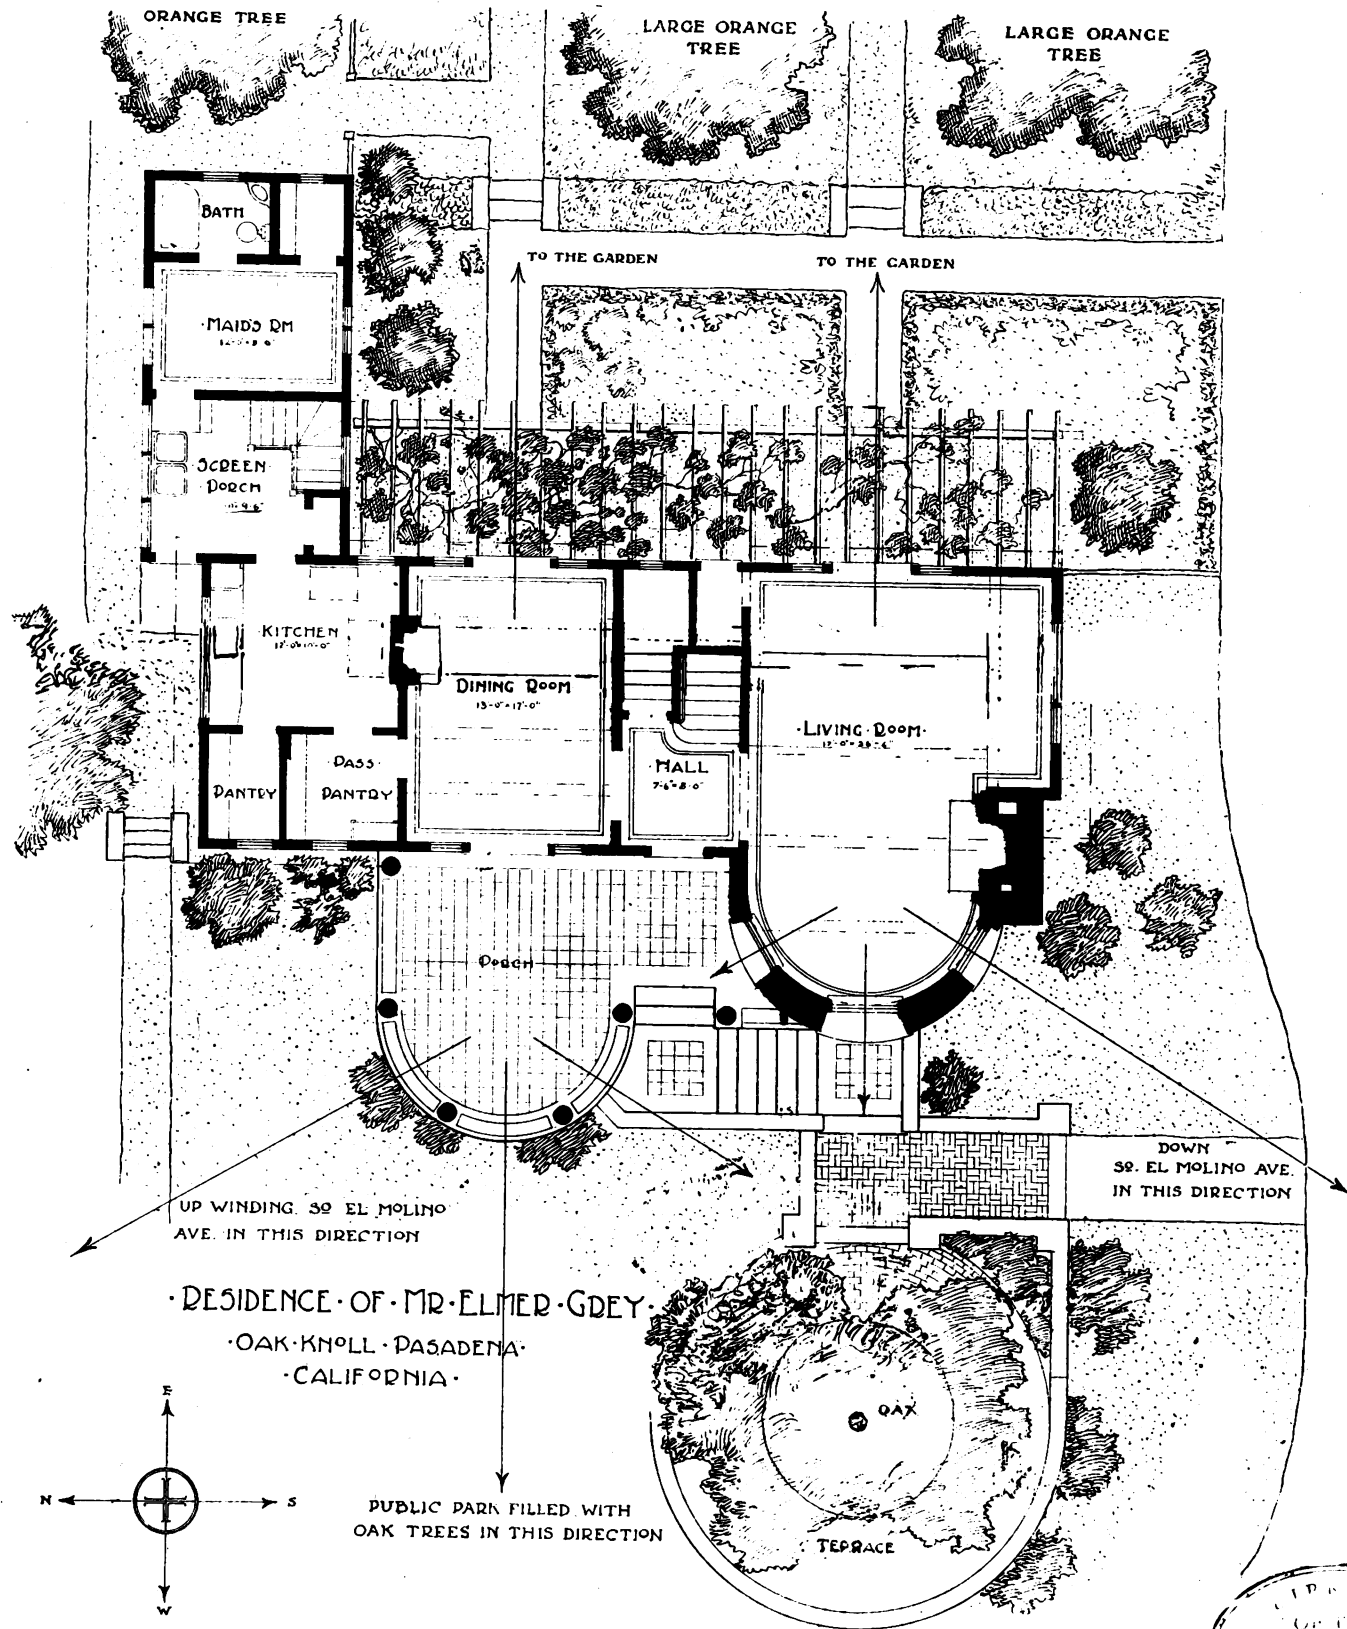 ORANGE TREE
LARGE ORANGE
TREE
LARGE ORANGE
TREE
BATH
TO THE GARDEN
TO THE GARDEN
·MAID'S RM
SCREEN
PORCH
KITCHEN
DINING ROOM
13'-0"×17'-0"
·LIVING·ROOM·
·HALL
7'-6"×8'-0"
PASS·
PANTRY
PANTRY
PORCH
DOWN
SO. EL MOLINO AVE.
IN THIS DIRECTION
UP WINDING. SO EL MOLINO
AVE. IN THIS DIRECTION
·RESIDENCE·OF·MR·ELMER·GREY·
·OAK·KNOLL·PASADENA·
·CALIFORNIA·
OAK
E
N
S
W
PUBLIC PARK FILLED WITH
OAK TREES IN THIS DIRECTION
TERRACE